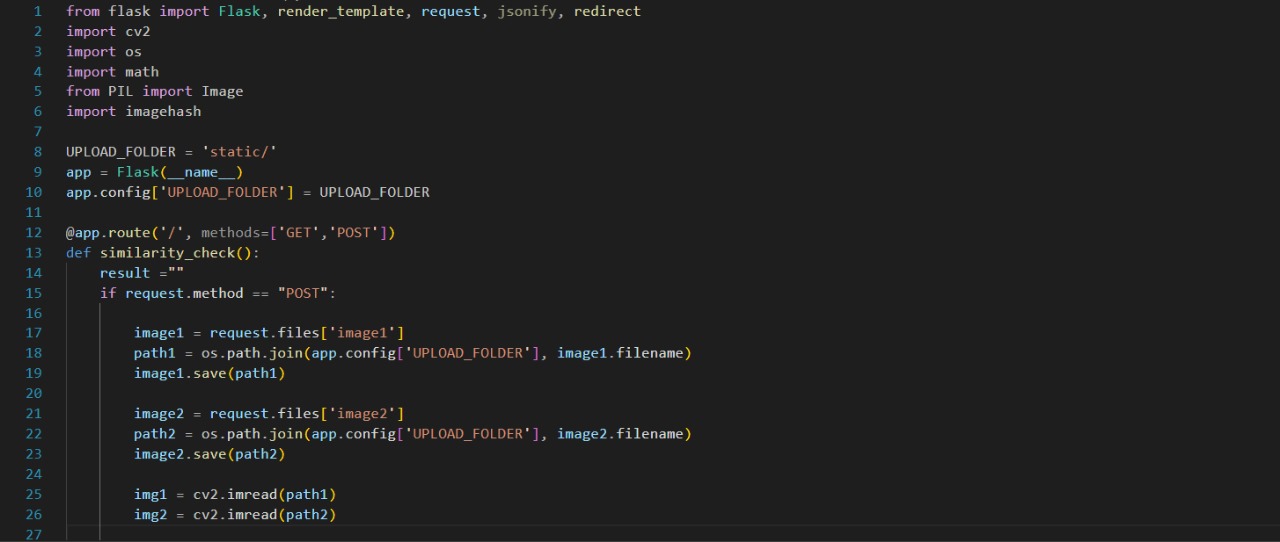 1 from flask import Flask, render_template, request, jsonify, redirect
2 import cv2
3 import os
4 import math
5 from PIL import Image
6 import imagehash
7
8 UPLOAD_FOLDER = 'static/'
9 app = Flask(__name__)
10 app.config['UPLOAD_FOLDER'] = UPLOAD_FOLDER
11
12 @app.route('/', methods=['GET','POST'])
13 def similarity_check():
14     result =""
15     if request.method == "POST":
16
17         image1 = request.files['image1']
18         path1 = os.path.join(app.config['UPLOAD_FOLDER'], image1.filename)
19         image1.save(path1)
20
21         image2 = request.files['image2']
22         path2 = os.path.join(app.config['UPLOAD_FOLDER'], image2.filename)
23         image2.save(path2)
24
25         img1 = cv2.imread(path1)
26         img2 = cv2.imread(path2)
27